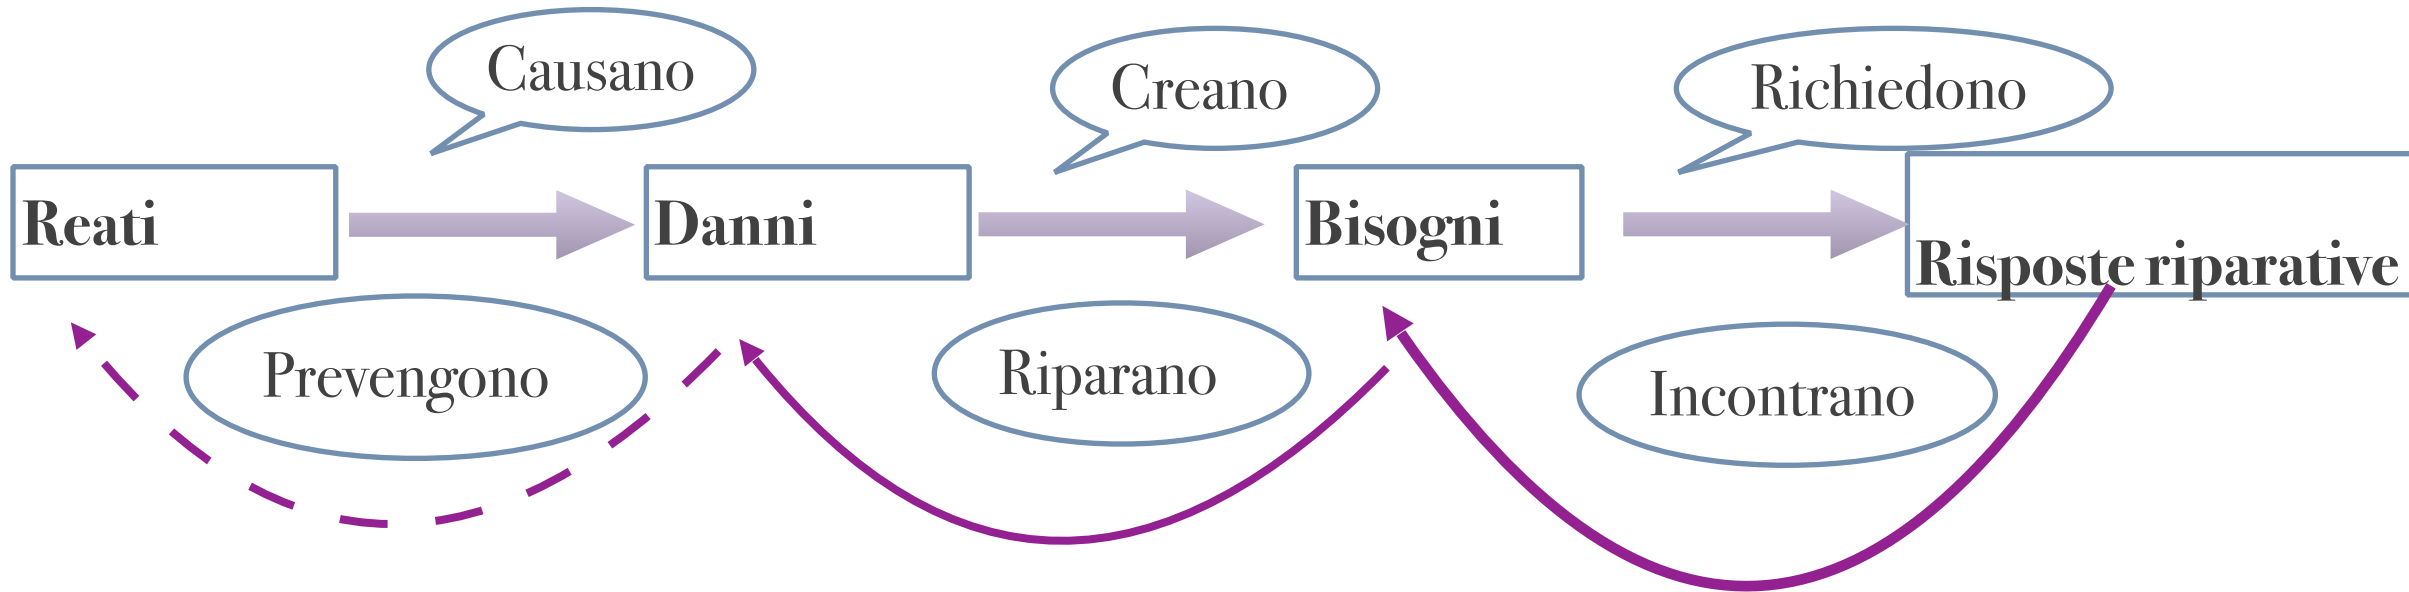 Causano
Creano
Richiedono
Reati
Danni
Bisogni
Risposte riparative
Prevengono
Riparano
Incontrano